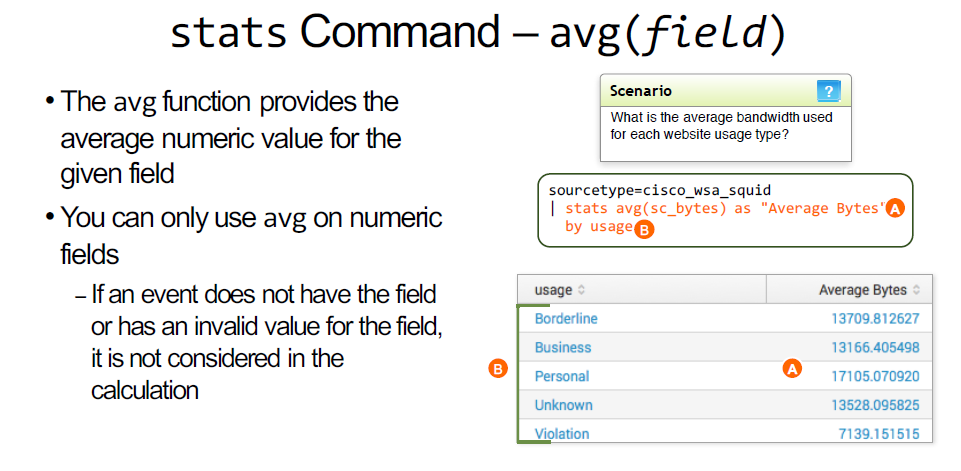 stats Command – avg(field)
• The avg function provides the
average numeric value for the
given field
• You can only use avg on numeric
fields
– If an event does not have the field
or has an invalid value for the field,
it is not considered in the
calculation
Scenario ?
What is the average bandwidth used
for each website usage type?
sourcetype=cisco_wsa_squid
| stats avg(sc_bytes) as "Average Bytes" A
by usage B
usage Average Bytes
Borderline 13709.812627
Business 13166.405498
B Personal A 17105.070920
Unknown 13528.095825
Violation 7139.151515